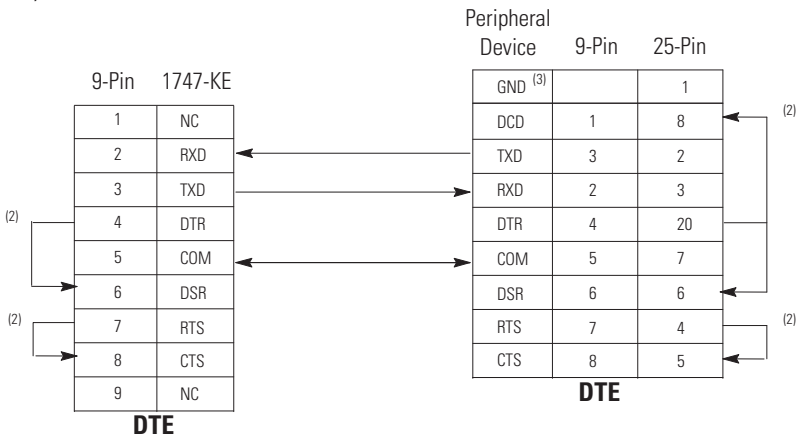 Peripheral
Device 9-Pin 25-Pin
GND (3) 1
DCD 1 8
TXD 3 2
RXD 2 3
DTR 4 20
COM 5 7
DSR 6 6
RTS 7 4
CTS 8 5
DTE
(2)
(2)
9-Pin 1747-KE
1 NC
2 RXD
3 TXD
4 DTR
5 COM
6 DSR
7 RTS
8 CTS
9 NC
DTE
(2)
(2)